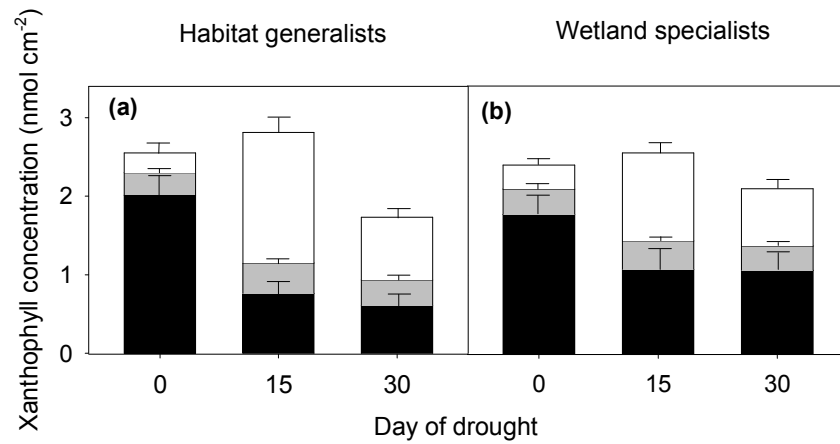 Habitat generalists
Wetland specialists
Xanthophyll concentration (nmol cm⁻²)
(a)
(b)
3
2
1
0
0 15 30
0 15 30
Day of drought